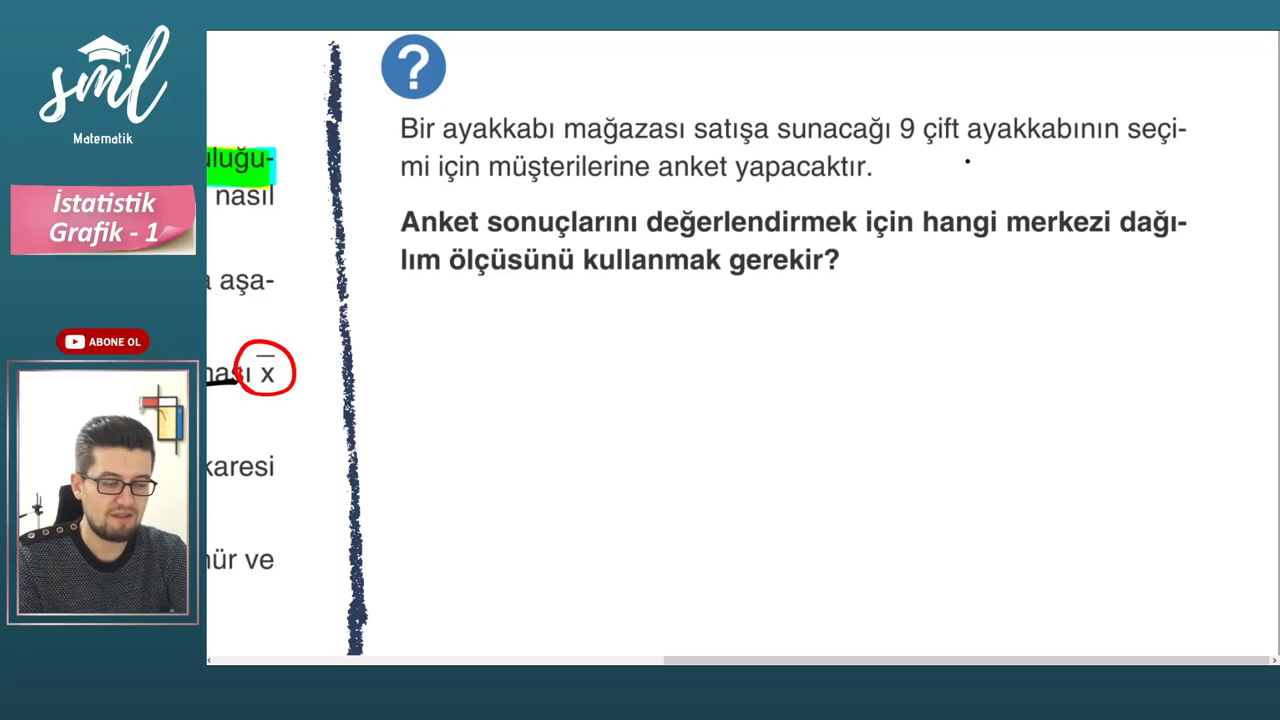 sml
Matematik
İstatistik
Grafik - 1
ABONE OL
uluğu-
nasıl
aşa-
ması x̅
karesi
nür ve
?
Bir ayakkabı mağazası satışa sunacağı 9 çift ayakkabının seçi-
mi için müşterilerine anket yapacaktır.
Anket sonuçlarını değerlendirmek için hangi merkezi dağı-
lım ölçüsünü kullanmak gerekir?